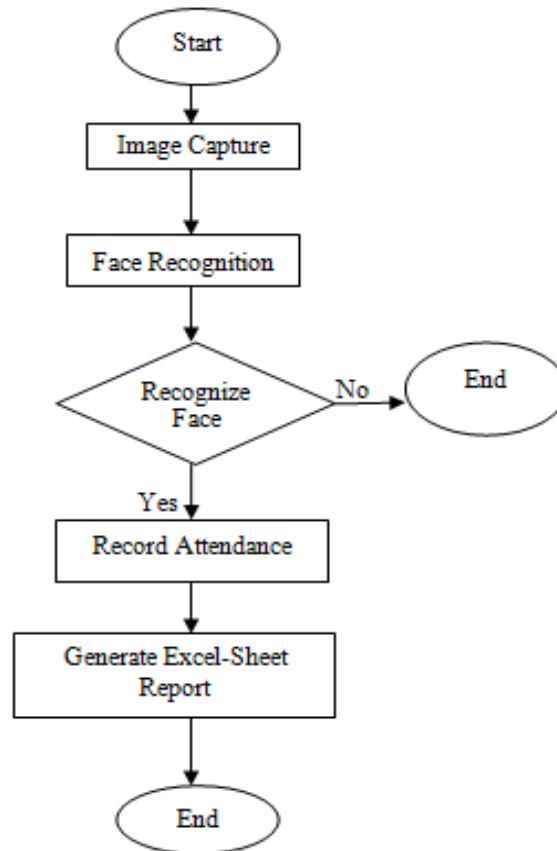 Start
Image Capture
Face Recognition
Recognize
Face
No
End
Yes
Record Attendance
Generate Excel-Sheet
Report
End